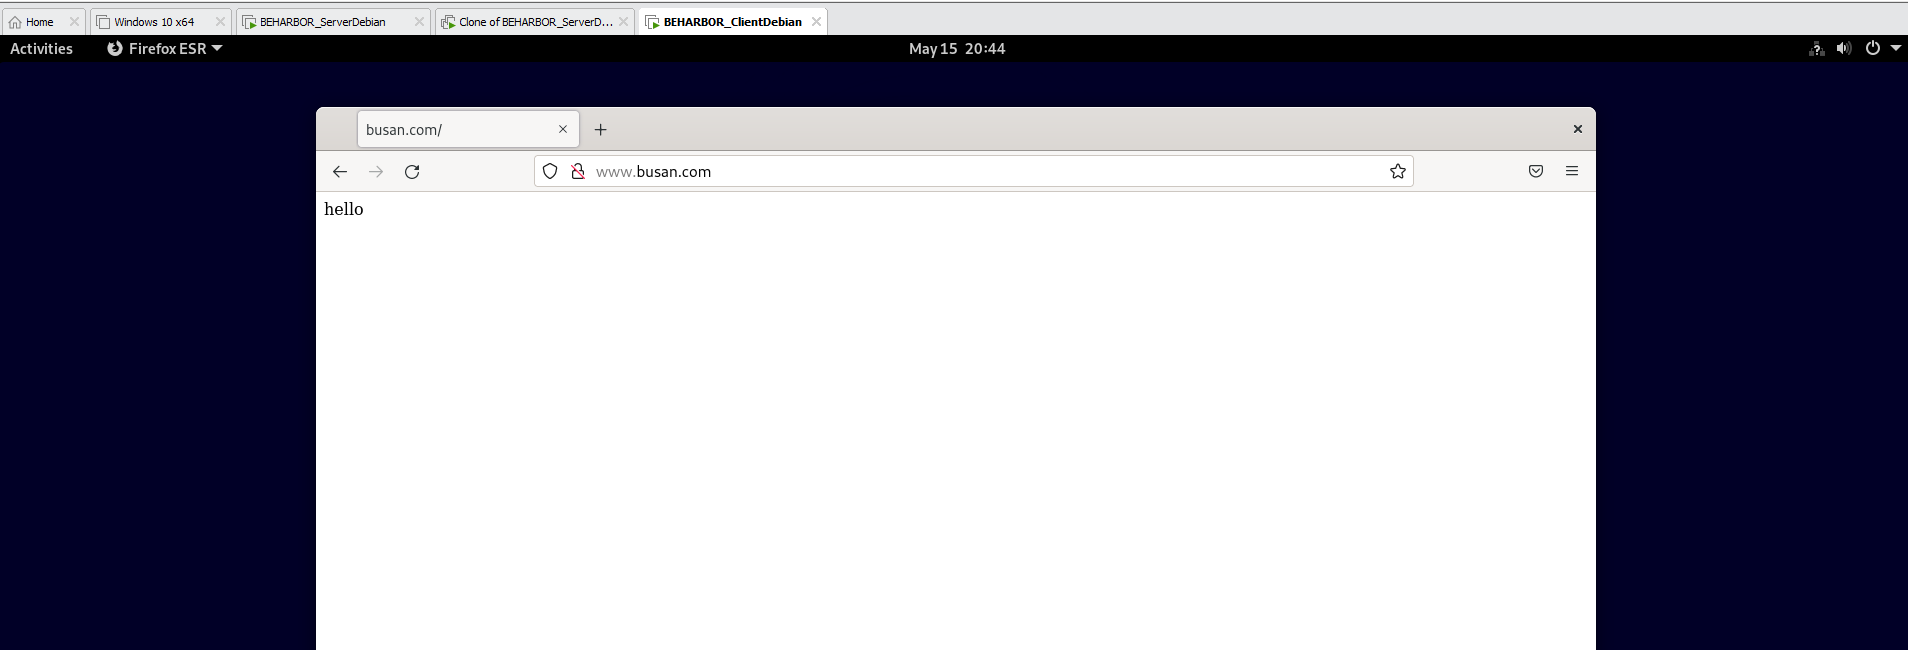 Home Windows 10 x64 BEHARBOR_ServerDebian Clone of BEHARBOR_ServerD... BEHARBOR_ClientDebian
Activities Firefox ESR May 15 20:44
busan.com/
www.busan.com
hello